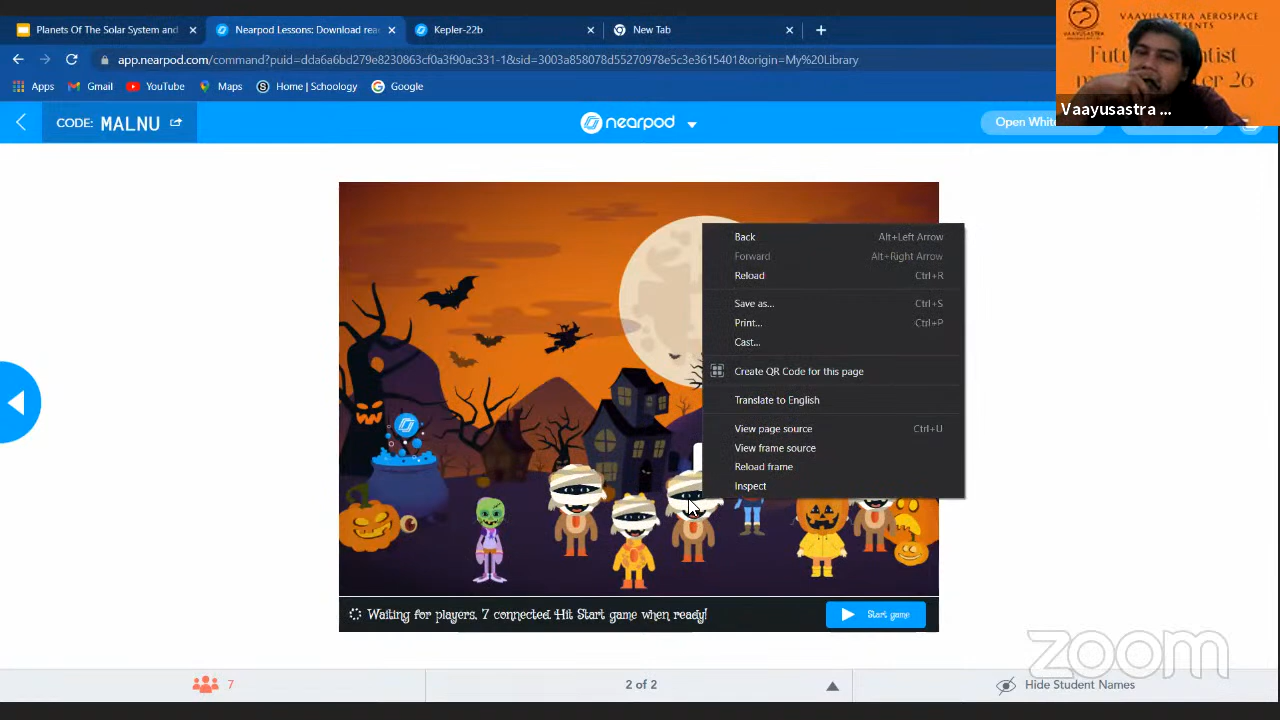 Planets Of The Solar System and
Nearpod Lessons: Download rea
Kepler-22b
New Tab
app.nearpod.com/command?puid=dda6a6bd279e8230863cf0a3f90ac331-1&sid=3003a858078d55270978e5c3e3615401&origin=My%20Library
Apps
Gmail
YouTube
Maps
Home | Schoology
Google
VAAYUSASTRA AEROSPACE
Vaayusastra ...
CODE: MALNU
nearpod
Open Whit
Back Alt+Left Arrow
Forward Alt+Right Arrow
Reload Ctrl+R
Save as... Ctrl+S
Print... Ctrl+P
Cast...
Create QR Code for this page
Translate to English
View page source Ctrl+U
View frame source
Reload frame
Inspect
Waiting for players, 7 connected. Hit Start game when ready!
Start game
zoom
7
2 of 2
Hide Student Names